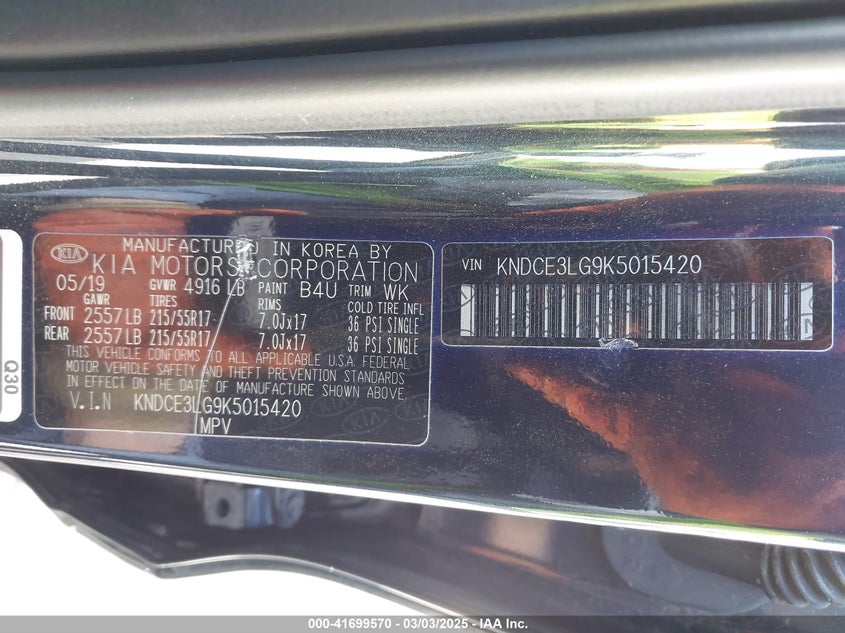 KIA
MANUFACTURED IN KOREA BY
KIA MOTORS CORPORATION
05/19 GVWR 4916 LB PAINT B4U TRIM WK
GAWR TIRES RIMS COLD TIRE INFL
FRONT 2557 LB 215/55R17 7.0Jx17 36 PSI SINGLE
REAR 2557 LB 215/55R17 7.0Jx17 36 PSI SINGLE
THIS VEHICLE CONFORMS TO ALL APPLICABLE U.S.A. FEDERAL
MOTOR VEHICLE SAFETY AND THEFT PREVENTION STANDARDS
IN EFFECT ON THE DATE OF MANUFACTURE SHOWN ABOVE.
V.I.N KNDCE3LG9K5015420
MPV
VIN KNDCE3LG9K5015420
Q30
000-41699570 — 03/03/2025 — IAA Inc.